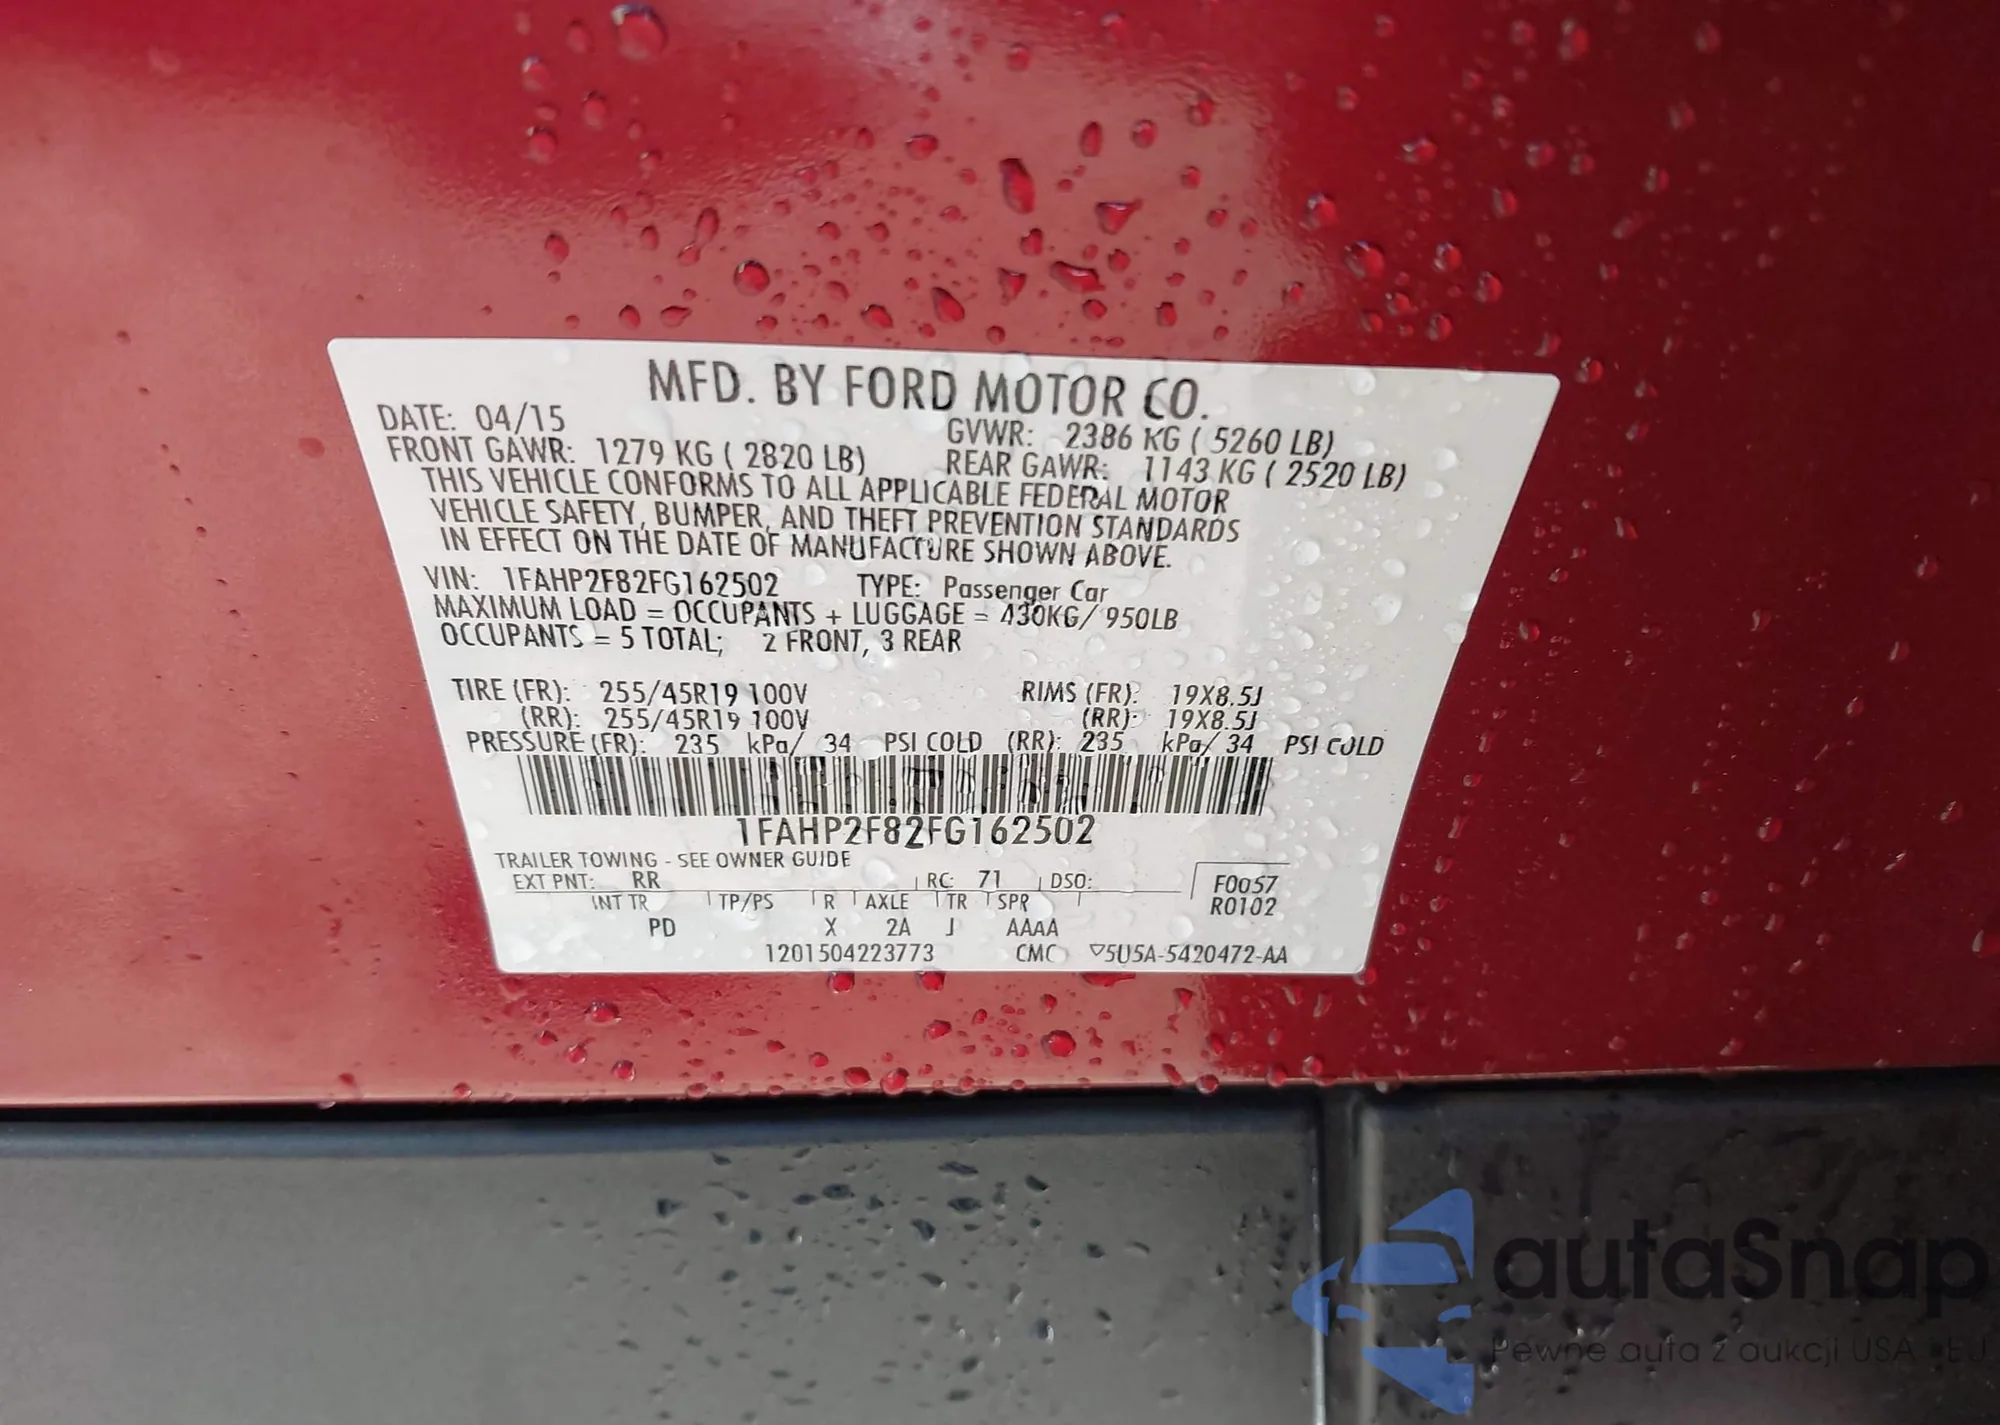 MFD. BY FORD MOTOR CO.
DATE: 04/15
GVWR: 2386 KG ( 5260 LB)
FRONT GAWR: 1279 KG ( 2820 LB)
REAR GAWR: 1143 KG ( 2520 LB)
THIS VEHICLE CONFORMS TO ALL APPLICABLE FEDERAL MOTOR
VEHICLE SAFETY, BUMPER, AND THEFT PREVENTION STANDARDS
IN EFFECT ON THE DATE OF MANUFACTURE SHOWN ABOVE.
VIN: 1FAHP2F82FG162502 TYPE: Passenger Car
MAXIMUM LOAD = OCCUPANTS + LUGGAGE = 430KG/ 950LB
OCCUPANTS = 5 TOTAL; 2 FRONT, 3 REAR
TIRE (FR): 255/45R19 100V RIMS (FR): 19X8.5J
(RR): 255/45R19 100V (RR): 19X8.5J
PRESSURE (FR): 235 kPa/ 34 PSI COLD (RR): 235 kPa/ 34 PSI COLD
1FAHP2F82FG162502
TRAILER TOWING - SEE OWNER GUIDE
EXT PNT: RR RC: 71 DSO: F0057
INT TR TP/PS R AXLE TR SPR R0102
PD X 2A J AAAA
1201504223773 CMC ▽5U5A-5420472-AA
autaSnap
Pewne auta z aukcji USA i EU